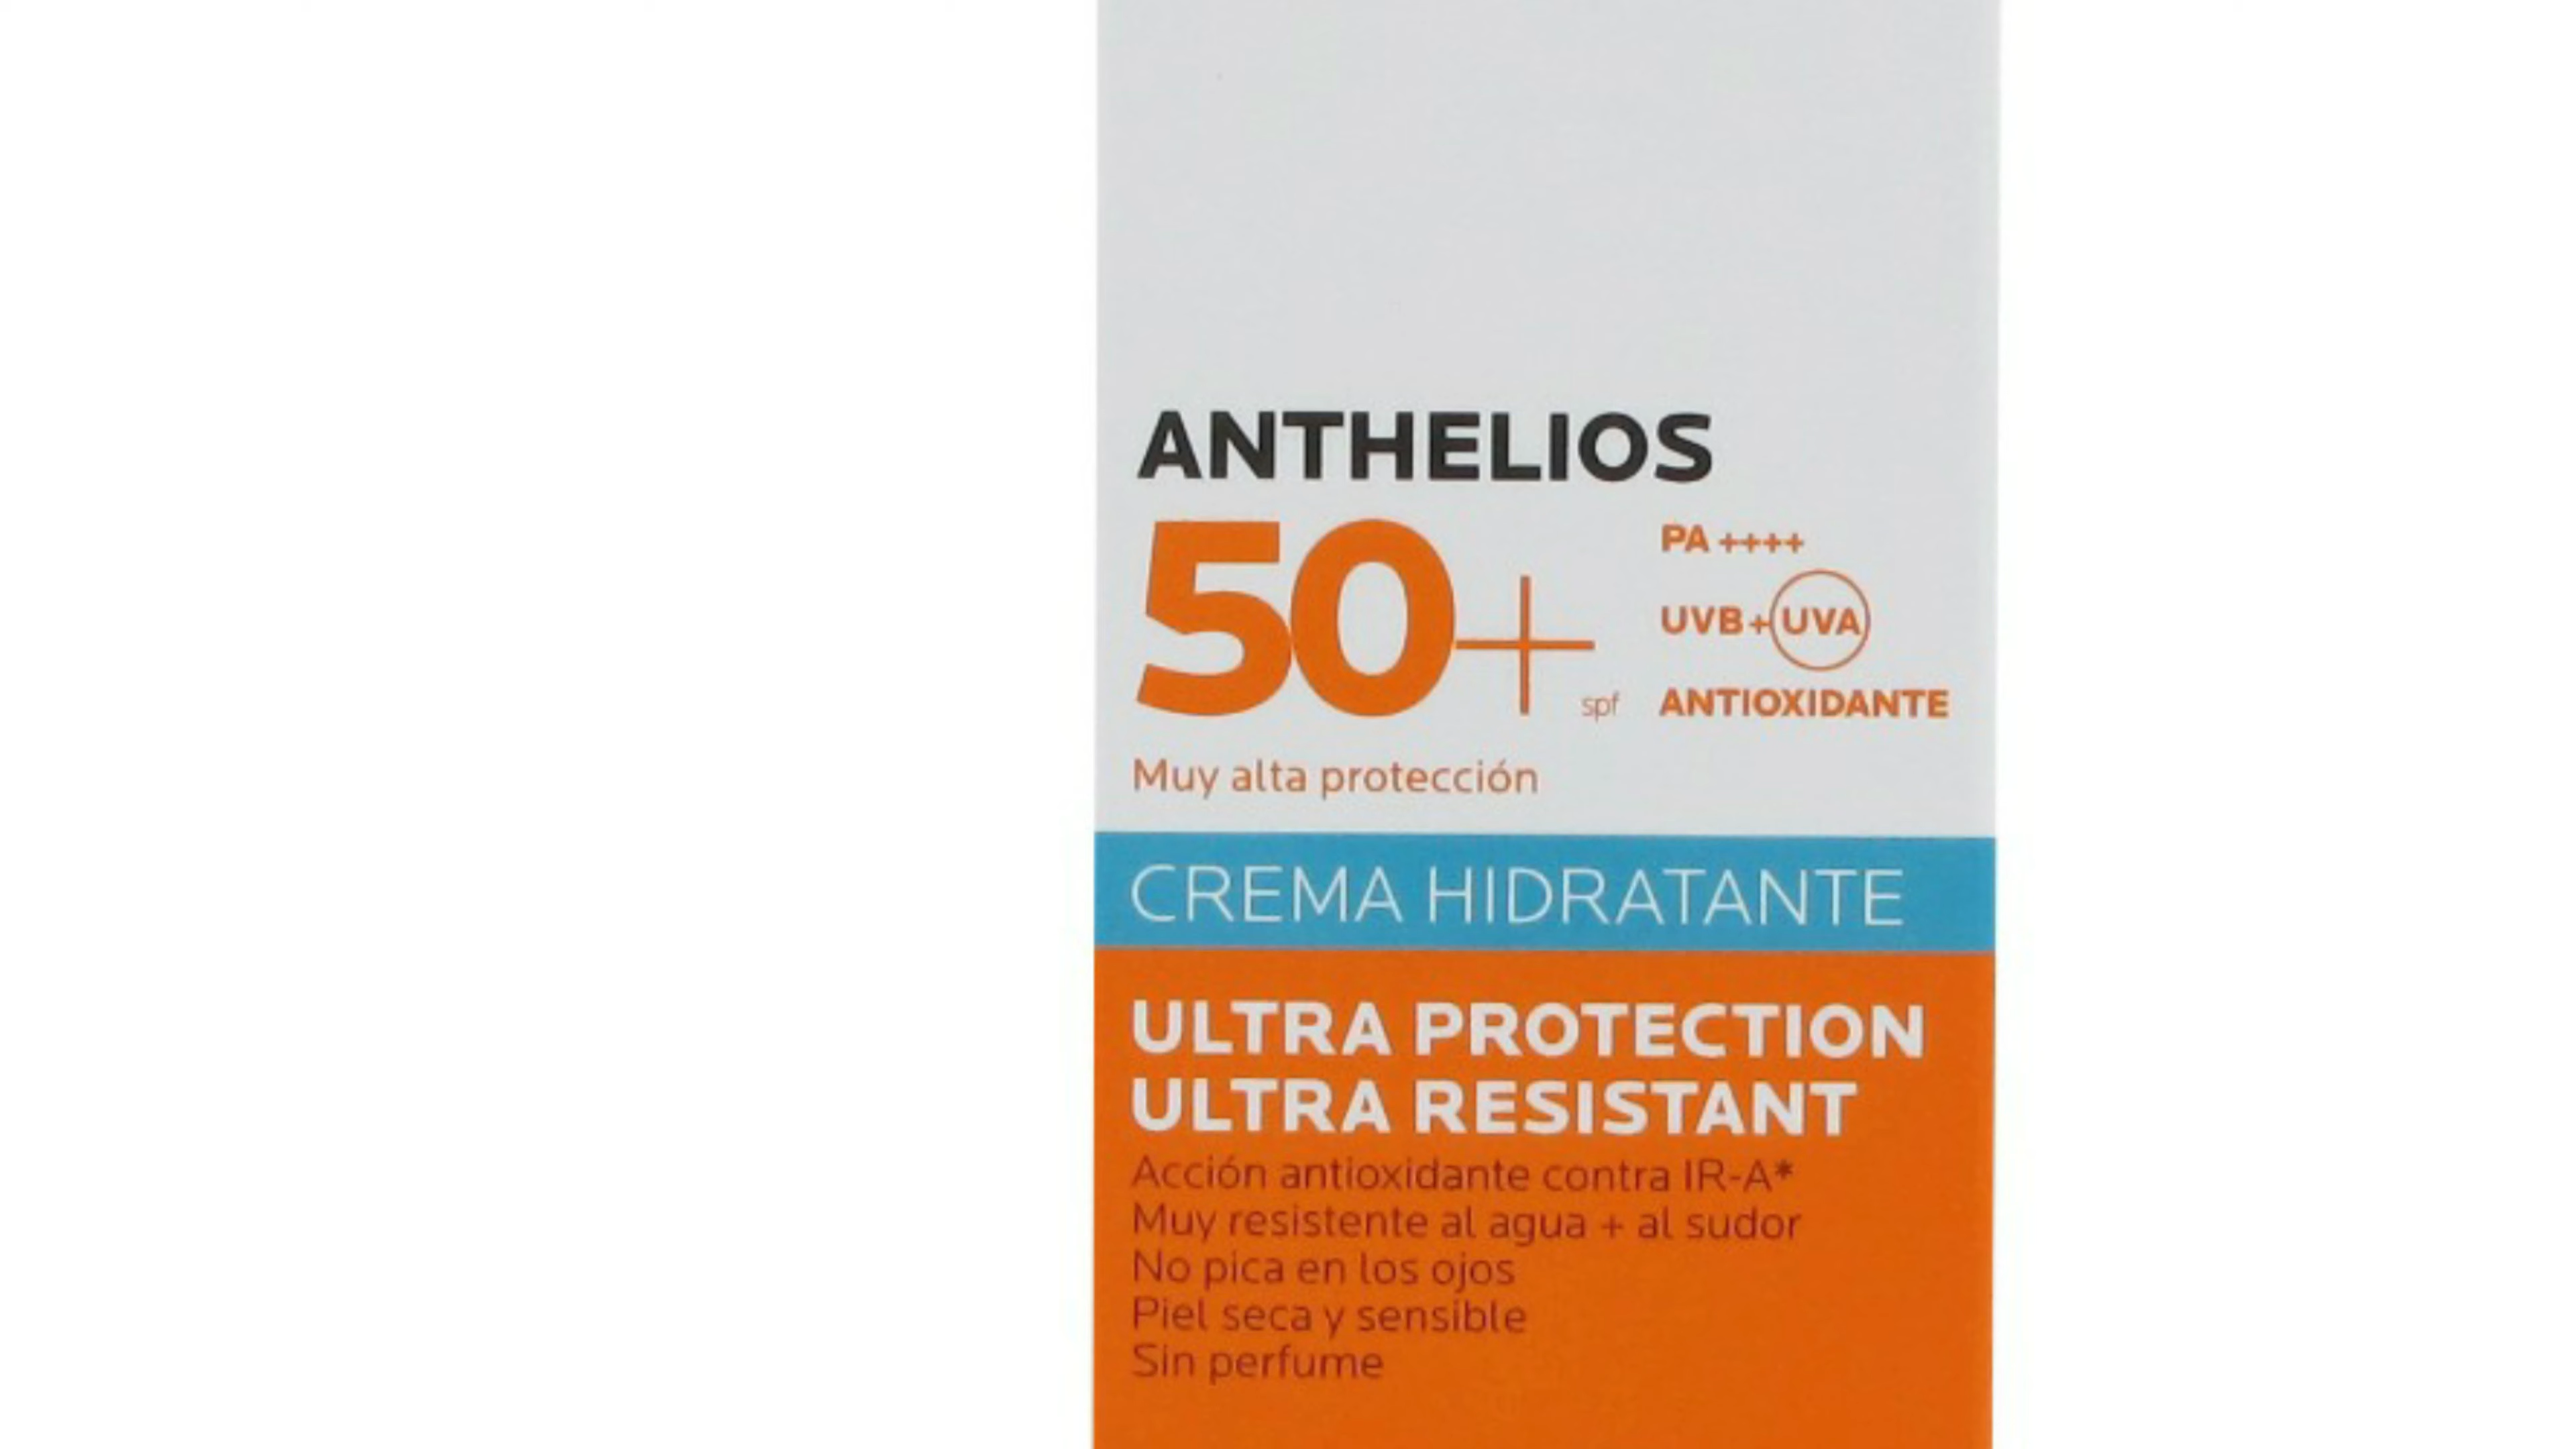 ANTHELIOS
50+ spf
PA ++++
UVB+UVA
ANTIOXIDANTE
Muy alta protección
CREMA HIDRATANTE
ULTRA PROTECTION
ULTRA RESISTANT
Acción antioxidante contra IR-A*
Muy resistente al agua + al sudor
No pica en los ojos
Piel seca y sensible
Sin perfume